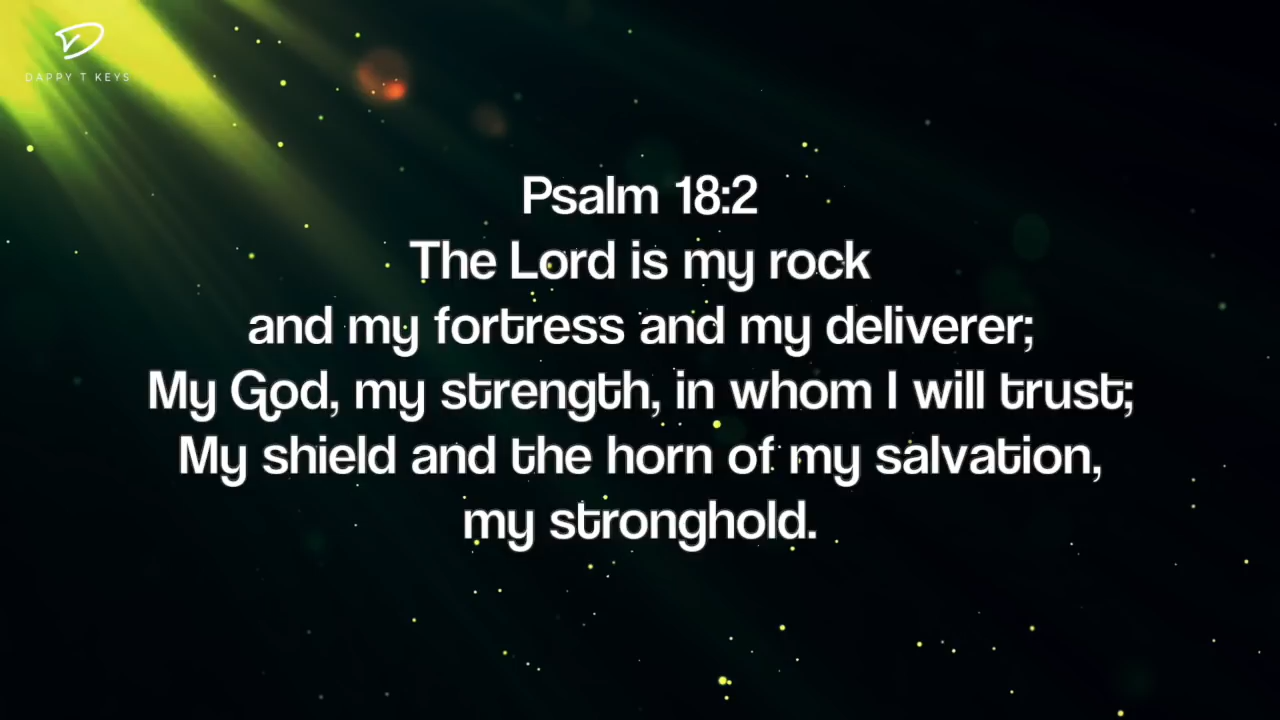 DAPPY T KEYS
Psalm 18:2
The Lord is my rock
and my fortress and my deliverer;
My God, my strength, in whom I will trust;
My shield and the horn of my salvation,
my stronghold.